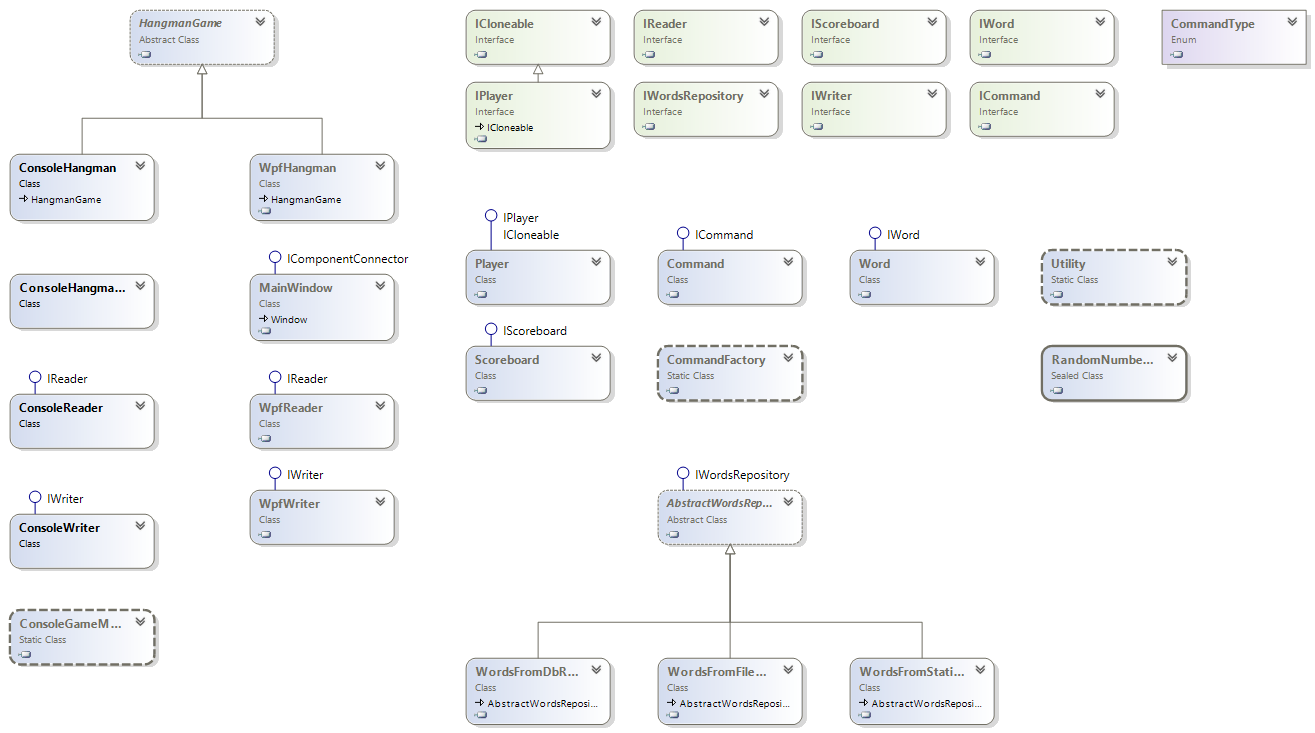 HangmanGame
Abstract Class
ICloneable
Interface
IReader
Interface
IScoreboard
Interface
IWord
Interface
CommandType
Enum
IPlayer
Interface
ICloneable
IWordsRepository
Interface
IWriter
Interface
ICommand
Interface
ConsoleHangman
Class
HangmanGame
WpfHangman
Class
HangmanGame
IPlayer
ICloneable
Player
Class
ICommand
Command
Class
IWord
Word
Class
Utility
Static Class
ConsoleHangma...
Class
IComponentConnector
MainWindow
Class
Window
IScoreboard
Scoreboard
Class
CommandFactory
Static Class
RandomNumbe...
Sealed Class
IReader
ConsoleReader
Class
IReader
WpfReader
Class
IWriter
ConsoleWriter
Class
IWriter
WpfWriter
Class
IWordsRepository
AbstractWordsRep...
Abstract Class
ConsoleGameM...
Static Class
WordsFromDbR...
Class
AbstractWordsReposi...
WordsFromFile...
Class
AbstractWordsReposi...
WordsFromStati...
Class
AbstractWordsReposi...